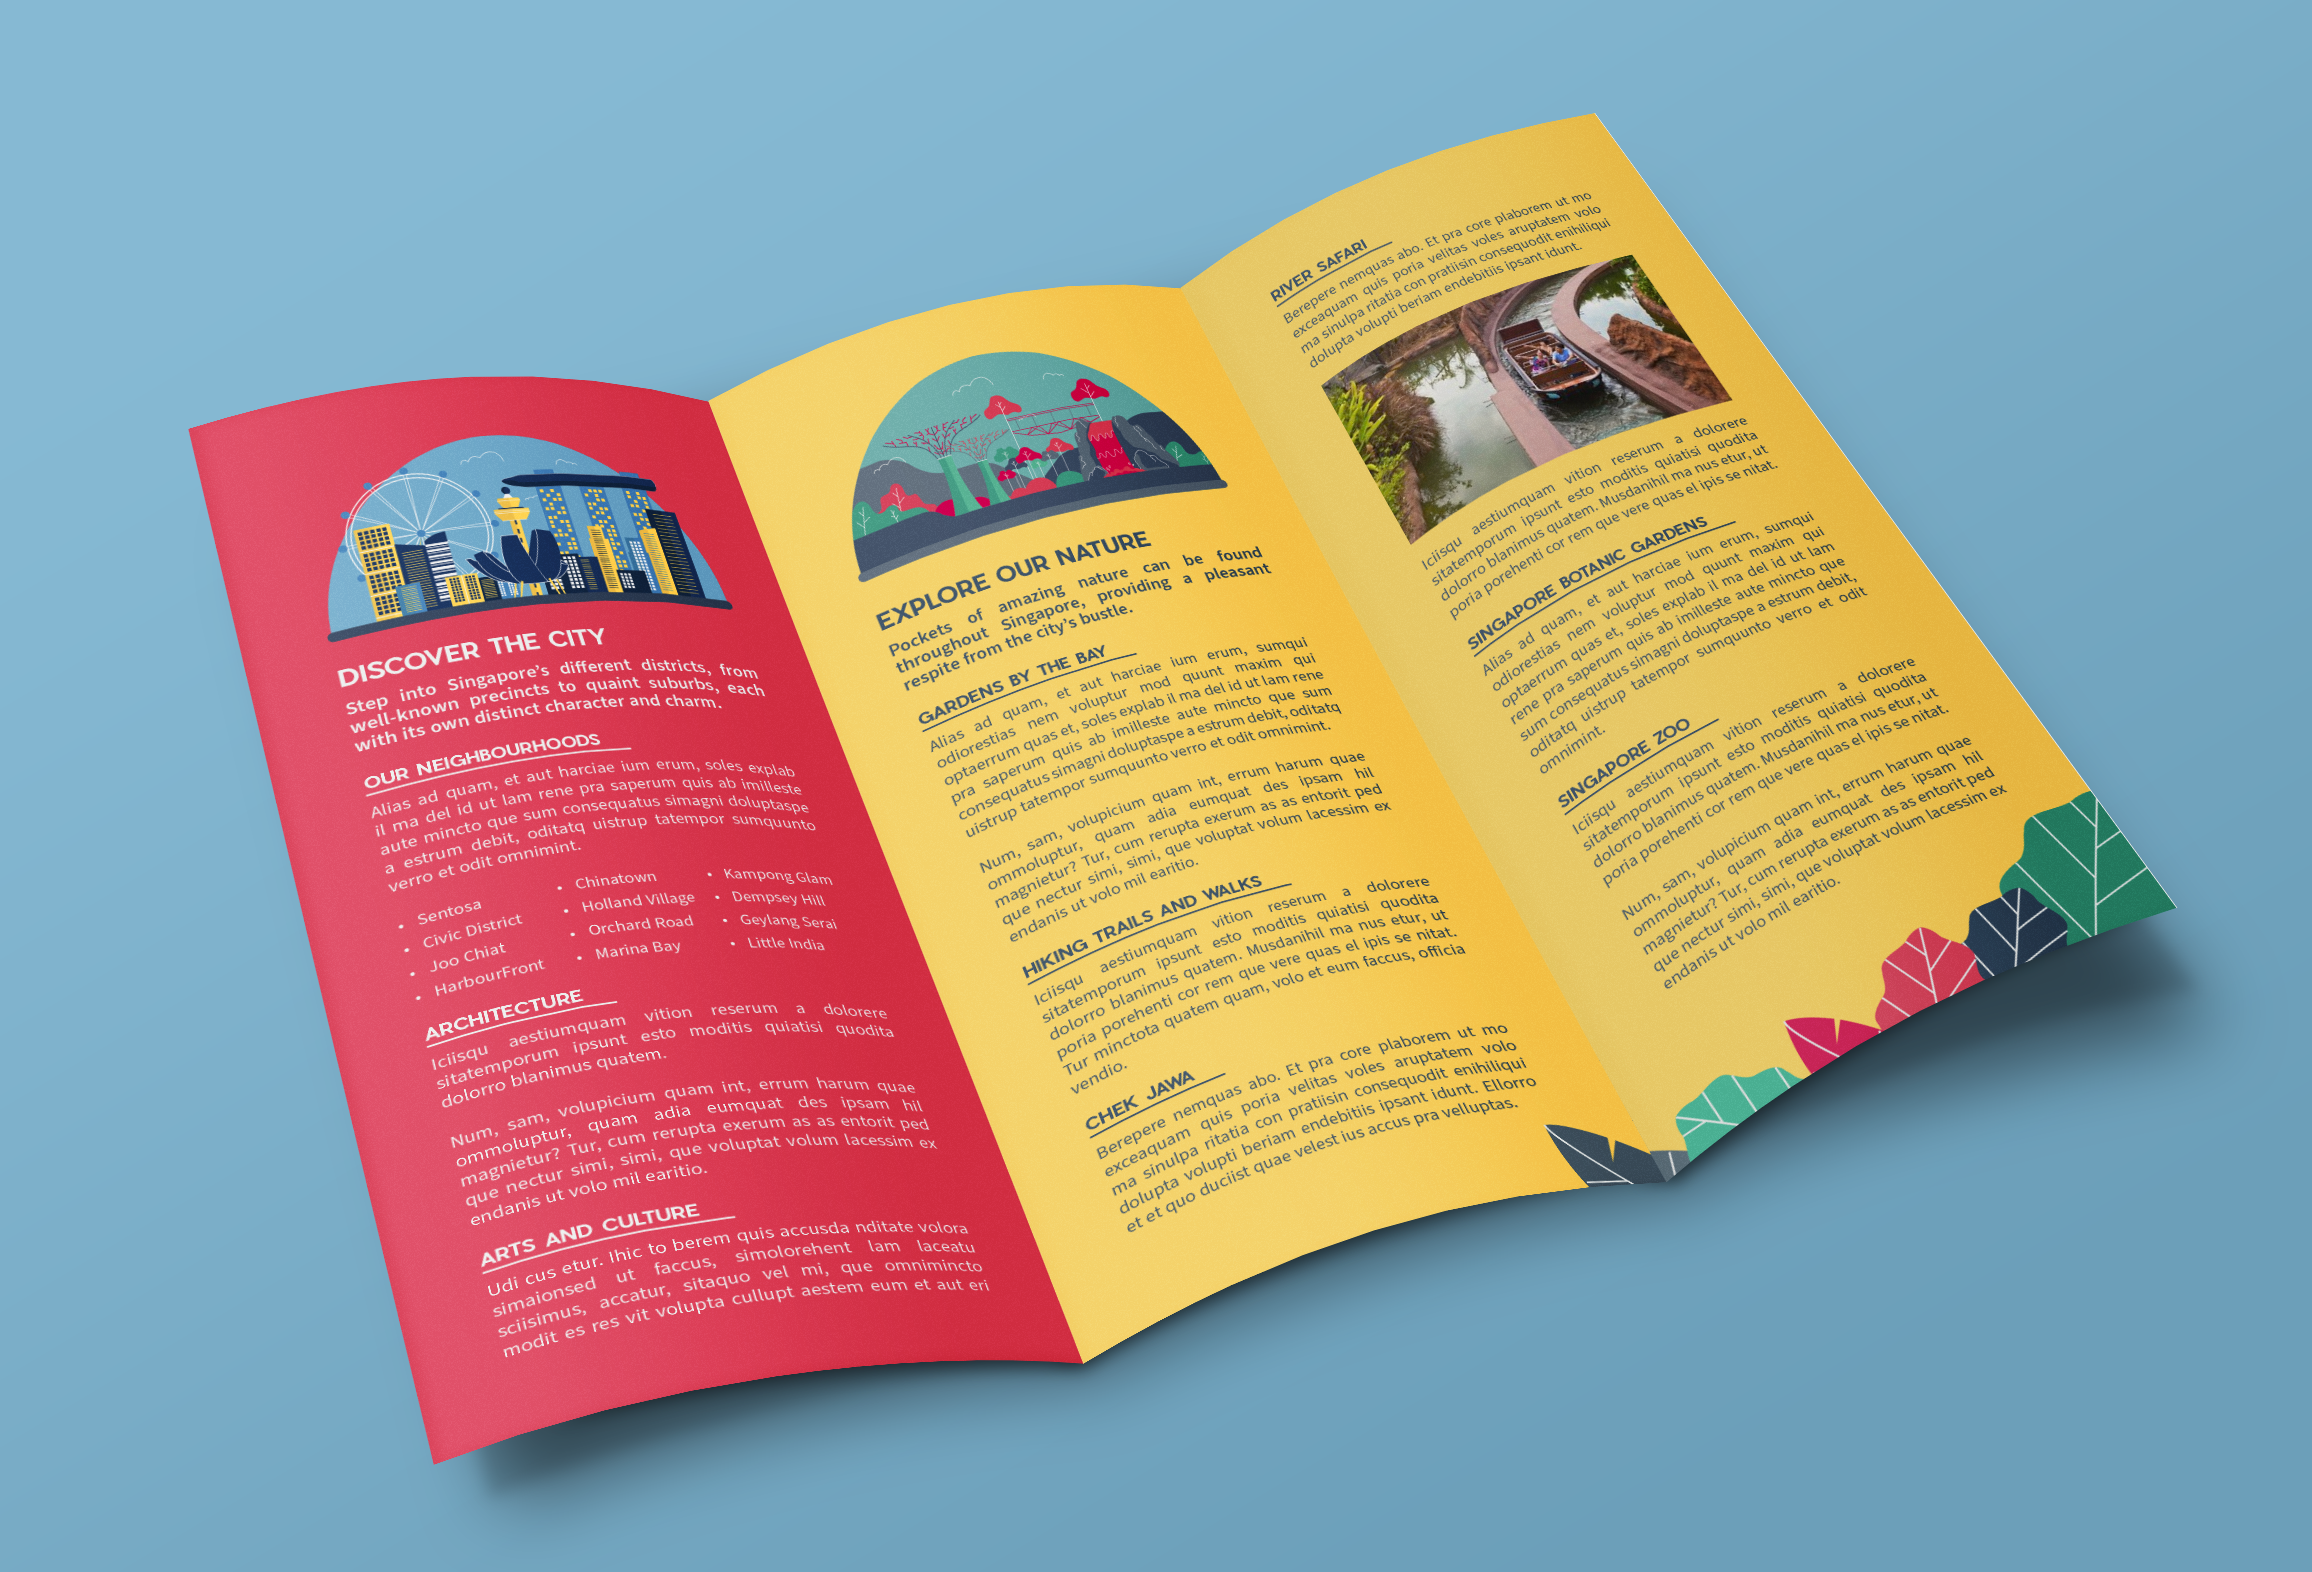 DISCOVER THE CITY
Step into Singapore's different districts, from
well-known precincts to quaint suburbs, each
with its own distinct character and charm.
OUR NEIGHBOURHOODS
Alias ad quam, et aut harciae ium erum, soles explab
il ma del id ut lam rene pra saperum quis ab imilleste
aute mincto que sum consequatus simagni doluptaspe
a estrum debit, oditatq uistrup tatempor sumquunto
verro et odit omnimint.
• Sentosa
• Civic District
• Joo Chiat
• HarbourFront
• Chinatown
• Holland Village
• Orchard Road
• Marina Bay
• Kampong Glam
• Dempsey Hill
• Geylang Serai
• Little India
ARCHITECTURE
Iciisqu aestiumquam vition reserum a dolorere
sitatemporum ipsunt esto moditis quiatisi quodita
dolorro blanimus quatem.
Num, sam, volupicium quam int, errum harum quae
ommoluptur, quam adia eumquat des ipsam hil
magnietur? Tur, cum rerupta exerum as as entorit ped
que nectur simi, simi, que voluptat volum lacessim ex
endanis ut volo mil earitio.
ARTS AND CULTURE
Udi cus etur. Ihic to berem quis accusda nditate volora
simaionsed ut faccus, simolorehent lam laceatu
sciisimus, accatur, sitaquo vel mi, que omnimincto
modit es res vit volupta cullupt aestem eum et aut eri
EXPLORE OUR NATURE
Pockets of amazing nature can be found
throughout Singapore, providing a pleasant
respite from the city's bustle.
GARDENS BY THE BAY
Alias ad quam, et aut harciae ium erum, sumqui
odiorestias nem voluptur mod quunt maxim qui
optaerrum quas et, soles explab il ma del id ut lam rene
pra saperum quis ab imilleste aute mincto que sum
consequatus simagni doluptaspe a estrum debit, oditatq
uistrup tatempor sumquunto verro et odit omnimint.
Num, sam, volupicium quam int, errum harum quae
ommoluptur, quam adia eumquat des ipsam hil
magnietur? Tur, cum rerupta exerum as as entorit ped
que nectur simi, simi, que voluptat volum lacessim ex
endanis ut volo mil earitio.
HIKING TRAILS AND WALKS
Iciisqu aestiumquam vition reserum a dolorere
sitatemporum ipsunt esto moditis quiatisi quodita
dolorro blanimus quatem. Musdanihil ma nus etur, ut
poria porehenti cor rem que vere quas el ipis se nitat.
Tur minctota quatem quam, volo et eum faccus, officia
vendio.
CHEK JAWA
Berepere nemquas abo. Et pra core plaborem ut mo
exceaquam quis poria velitas voles aruptatem volo
ma sinulpa ritatia con pratiisin consequodit enihiliqui
dolupta volupti beriam endebitiis ipsant idunt. Ellorro
et et quo duciist quae velest ius accus pra velluptas.
RIVER SAFARI
Berepere nemquas abo. Et pra core plaborem ut mo
exceaquam quis poria velitas voles aruptatem volo
ma sinulpa ritatia con pratiisin consequodit enihiliqui
dolupta volupti beriam endebitiis ipsant idunt.
Iciisqu aestiumquam vition reserum a dolorere
sitatemporum ipsunt esto moditis quiatisi quodita
dolorro blanimus quatem. Musdanihil ma nus etur, ut
poria porehenti cor rem que vere quas el ipis se nitat.
SINGAPORE BOTANIC GARDENS
Alias ad quam, et aut harciae ium erum, sumqui
odiorestias nem voluptur mod quunt maxim qui
optaerrum quas et, soles explab il ma del id ut lam
rene pra saperum quis ab imilleste aute mincto que
sum consequatus simagni doluptaspe a estrum debit,
oditatq uistrup tatempor sumquunto verro et odit
omnimint.
SINGAPORE ZOO
Iciisqu aestiumquam vition reserum a dolorere
sitatemporum ipsunt esto moditis quiatisi quodita
dolorro blanimus quatem. Musdanihil ma nus etur, ut
poria porehenti cor rem que vere quas el ipis se nitat.
Num, sam, volupicium quam int, errum harum quae
ommoluptur, quam adia eumquat des ipsam hil
magnietur? Tur, cum rerupta exerum as as entorit ped
que nectur simi, simi, que voluptat volum lacessim ex
endanis ut volo mil earitio.